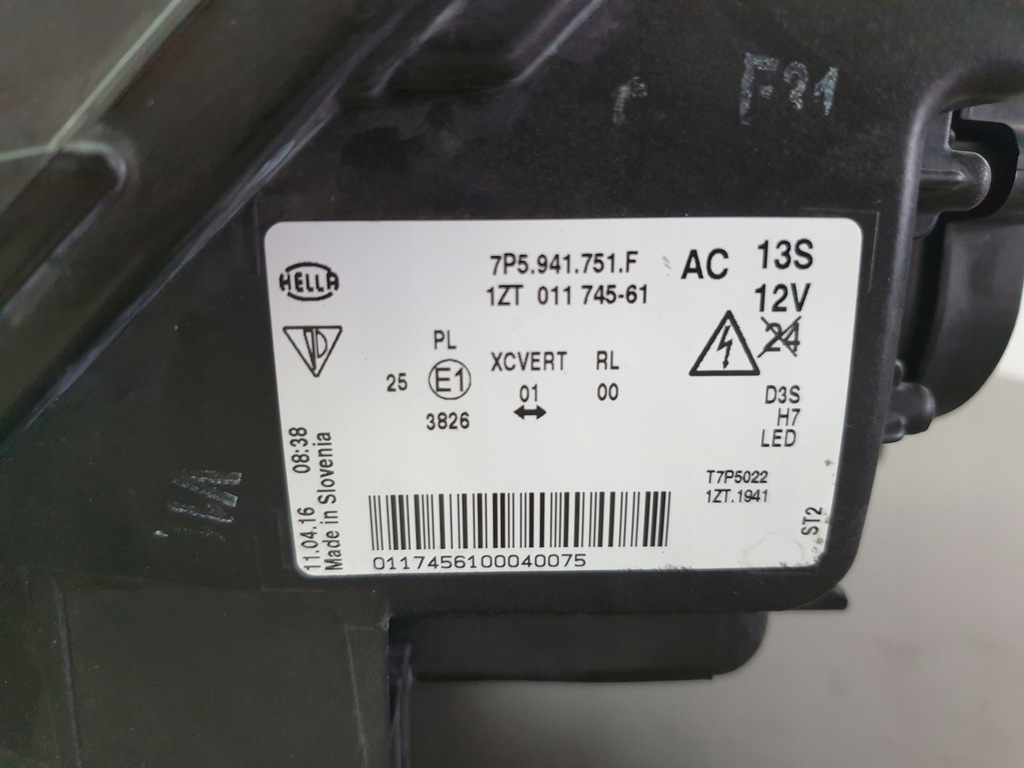 F21
HELLA
7P5.941.751.F
1ZT 011 745-61
AC
13S
12V
24
PL
25
E1
3826
XCVERT
01
RL
00
D3S
H7
LED
T7P5022
1ZT.1941
ST2
11.04.16 08:38
Made in Slovenia
0117456100040075